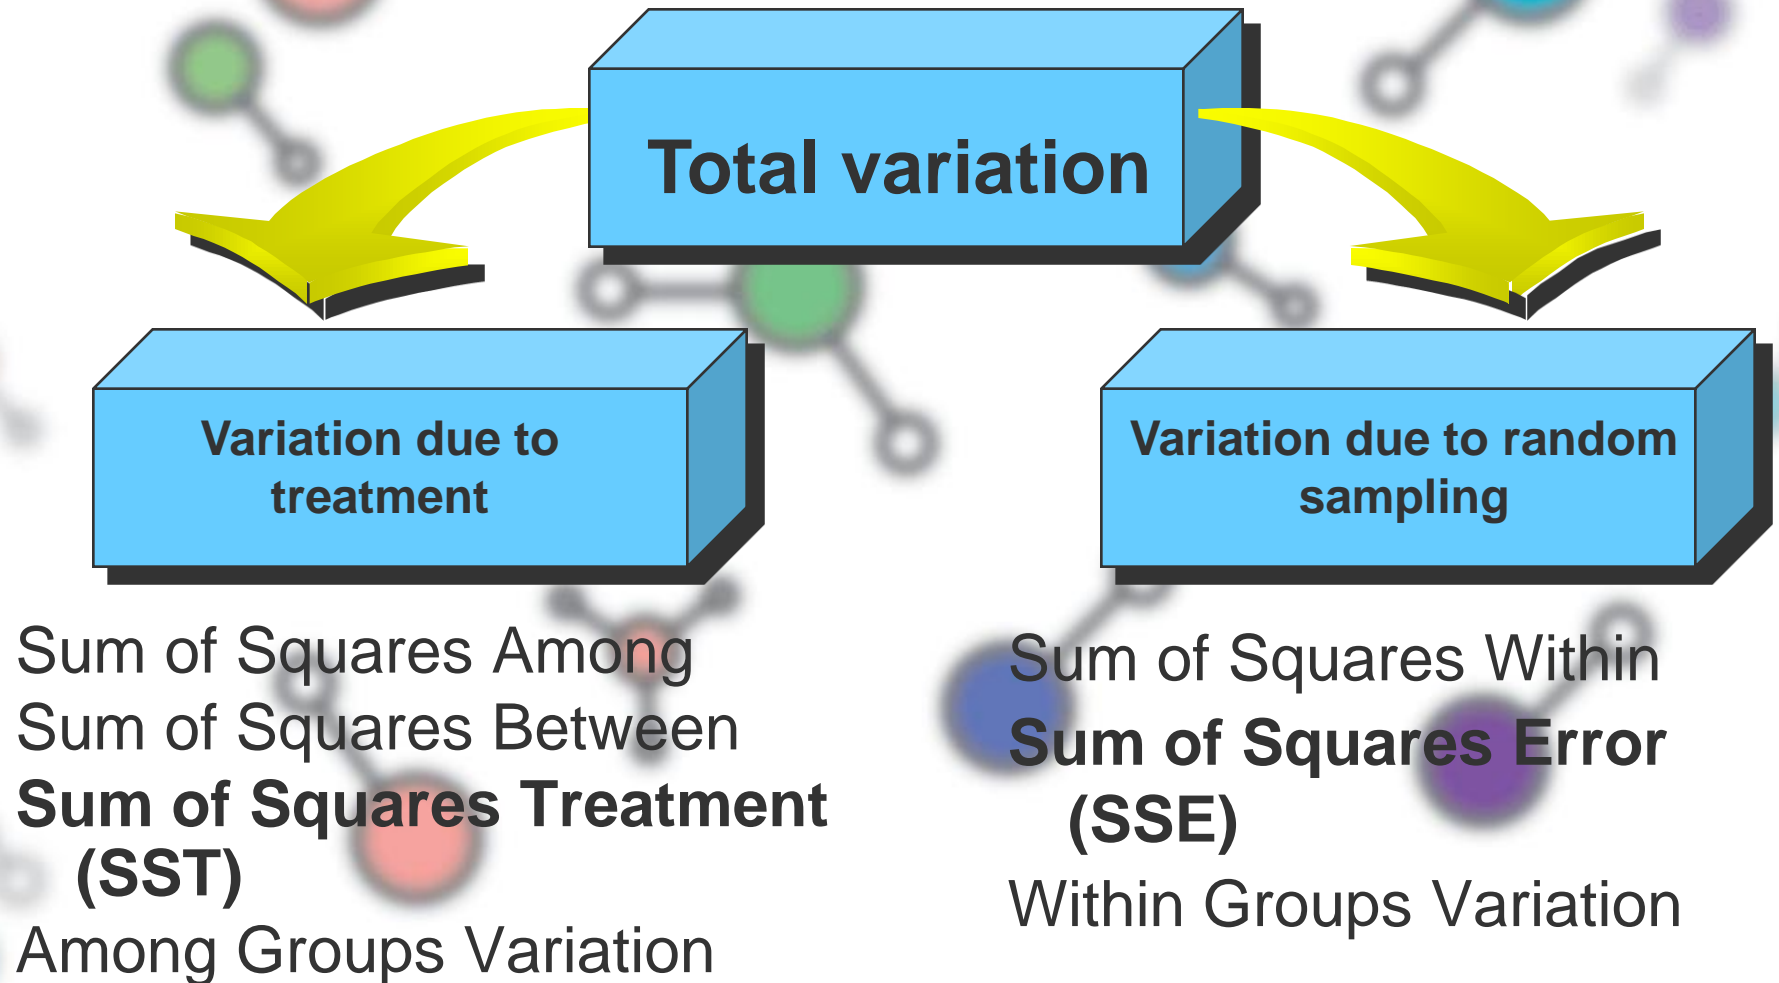 Total variation
Variation due to
treatment
Variation due to random
sampling
Sum of Squares Among
Sum of Squares Between
Sum of Squares Treatment
(SST)
Among Groups Variation
Sum of Squares Within
Sum of Squares Error
(SSE)
Within Groups Variation